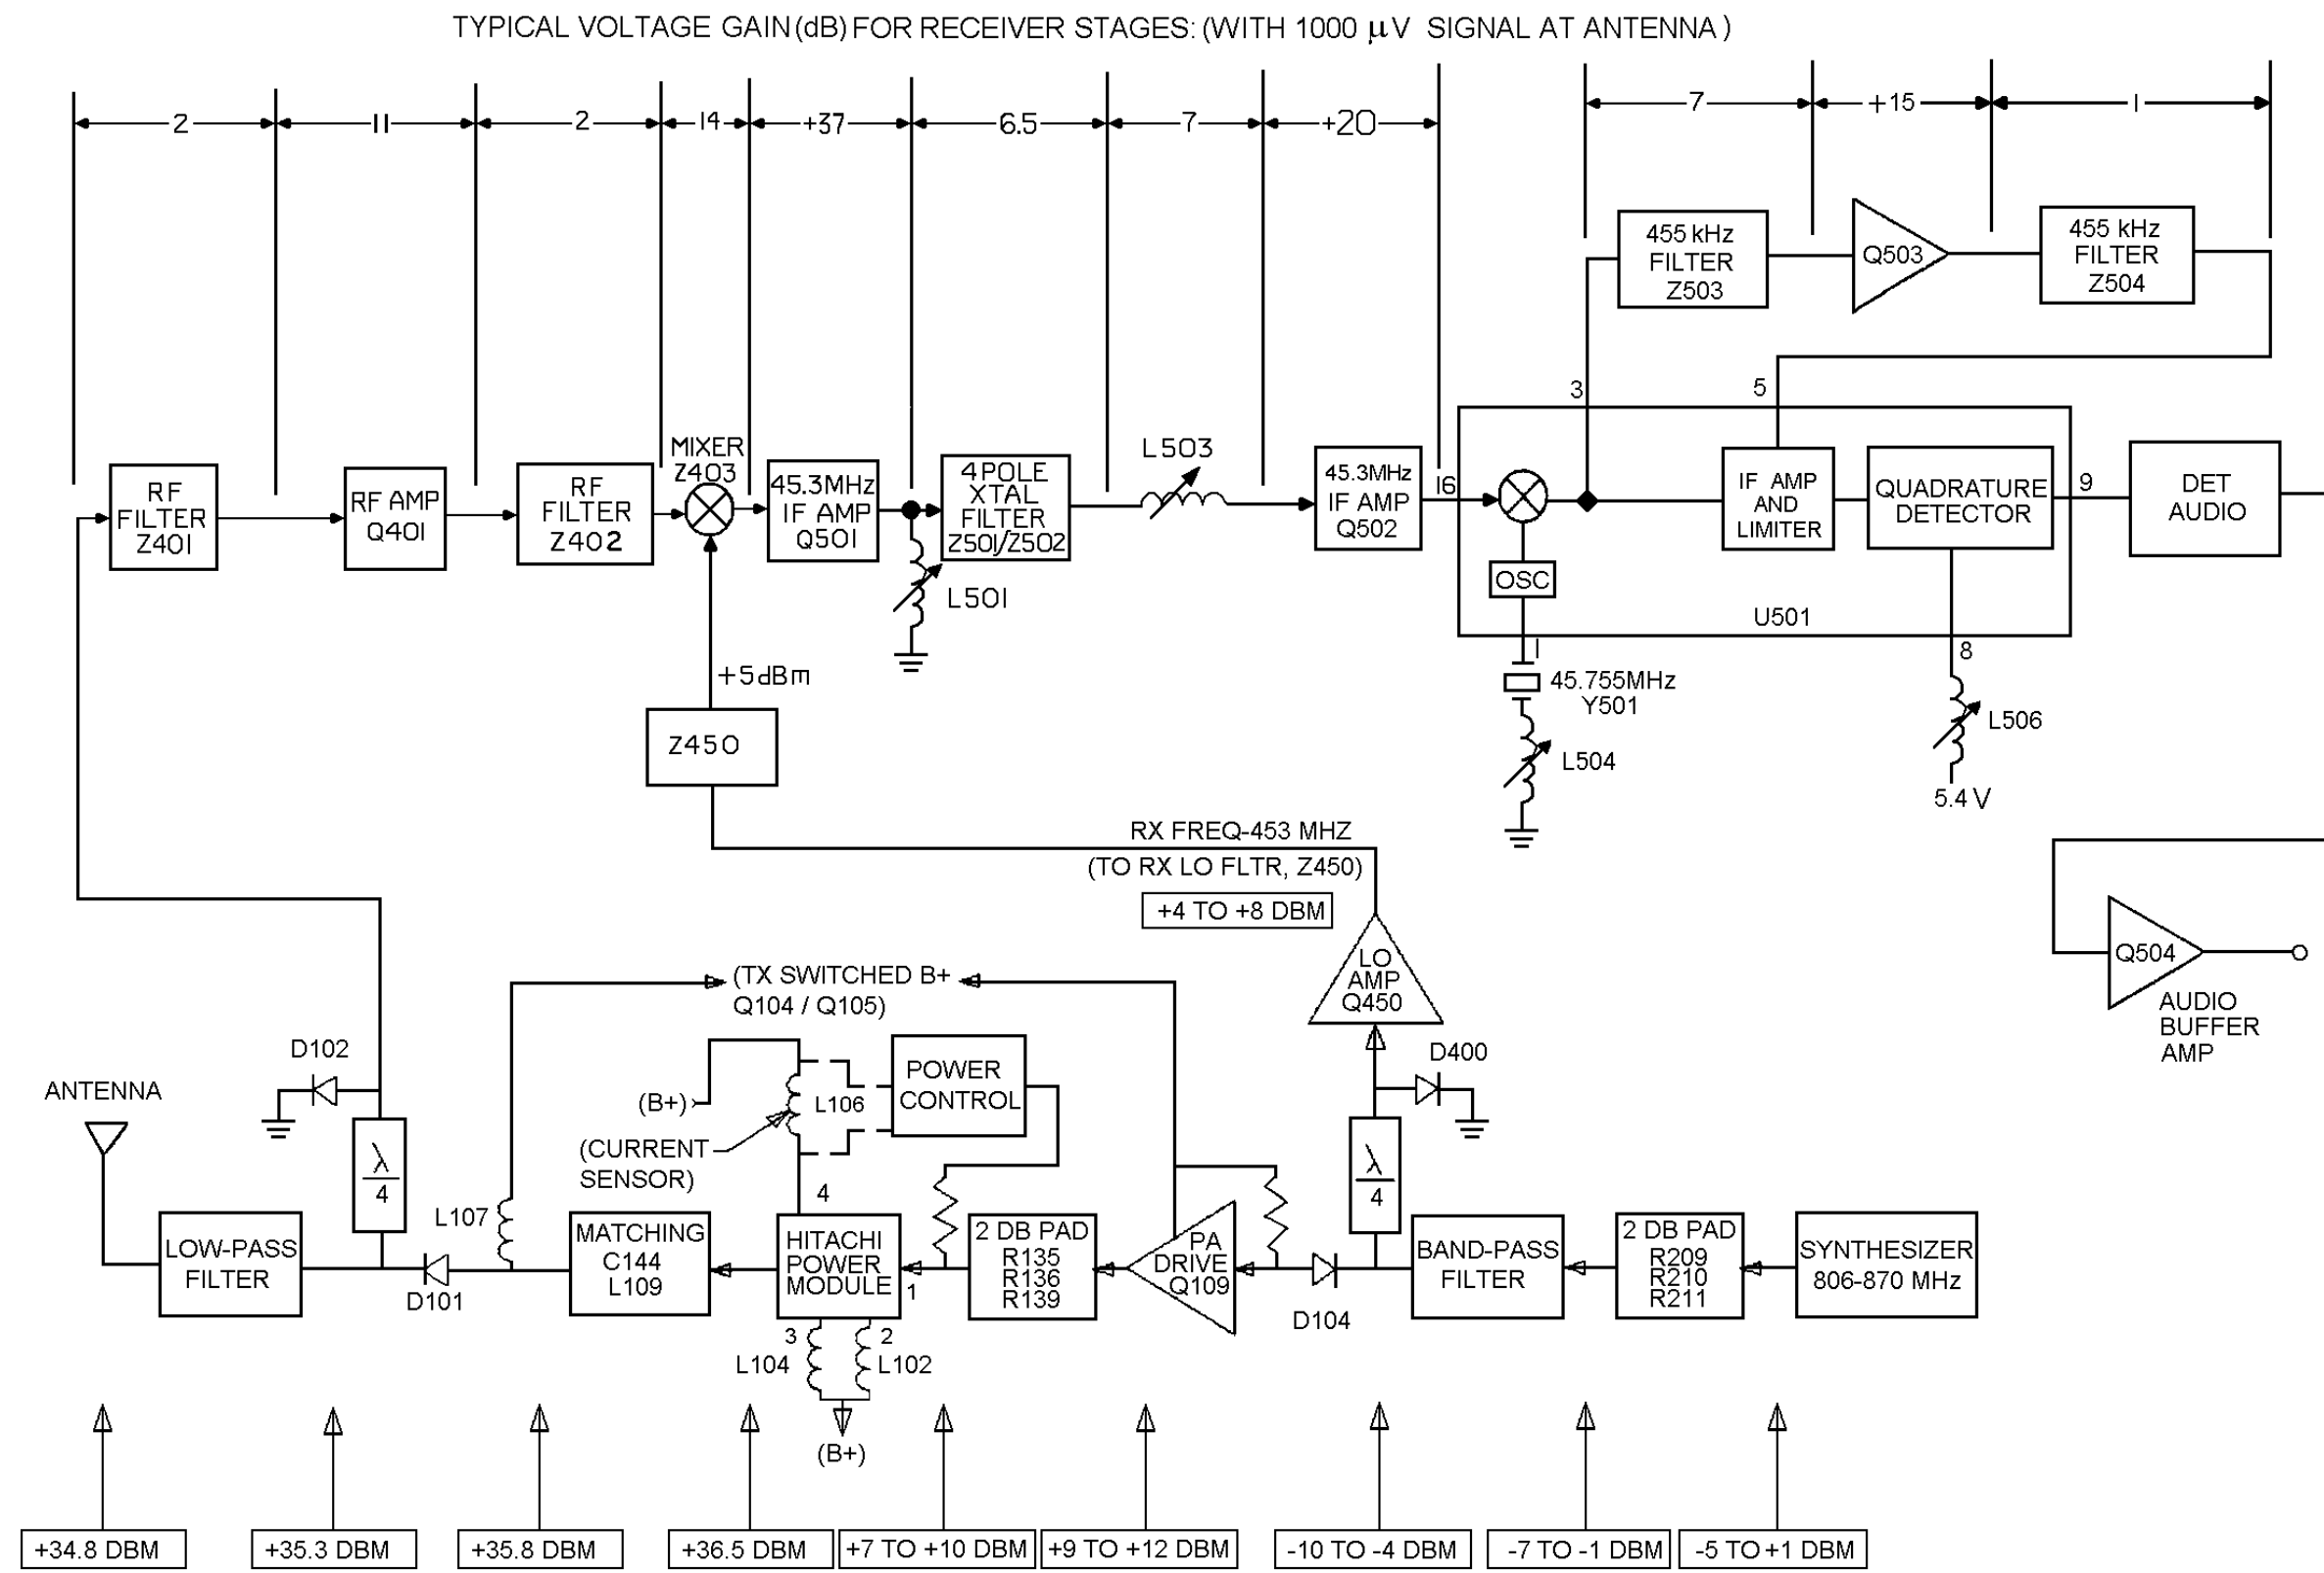 TYPICAL VOLTAGE GAIN (dB) FOR RECEIVER STAGES: (WITH 1000 μV SIGNAL AT ANTENNA)
2
11
2
14
+37
6.5
7
+20
7
+15
1
455 kHz
FILTER
Z503
Q503
455 kHz
FILTER
Z504
3
5
RF
FILTER
Z401
RF AMP
Q401
RF
FILTER
Z402
MIXER
Z403
45.3MHz
IF AMP
Q501
L501
4 POLE
XTAL
FILTER
Z501/Z502
L503
45.3MHz
IF AMP
Q502
16
OSC
IF AMP
AND
LIMITER
QUADRATURE
DETECTOR
9
DET
AUDIO
U501
1
8
45.755MHz
Y501
L504
L506
5.4 V
+5dBm
Z450
RX FREQ-453 MHZ
(TO RX LO FLTR, Z450)
+4 TO +8 DBM
LO
AMP
Q450
Q504
AUDIO
BUFFER
AMP
(TX SWITCHED B+
Q104 / Q105)
D102
D400
ANTENNA
(B+)
L106
POWER
CONTROL
(CURRENT
SENSOR)
λ
4
λ
4
4
L107
LOW-PASS
FILTER
D101
MATCHING
C144
L109
HITACHI
POWER
MODULE
1
2 DB PAD
R135
R136
R139
PA
DRIVE
Q109
D104
BAND-PASS
FILTER
2 DB PAD
R209
R210
R211
SYNTHESIZER
806-870 MHz
3
2
L104
L102
(B+)
+34.8 DBM
+35.3 DBM
+35.8 DBM
+36.5 DBM
+7 TO +10 DBM
+9 TO +12 DBM
-10 TO -4 DBM
-7 TO -1 DBM
-5 TO +1 DBM